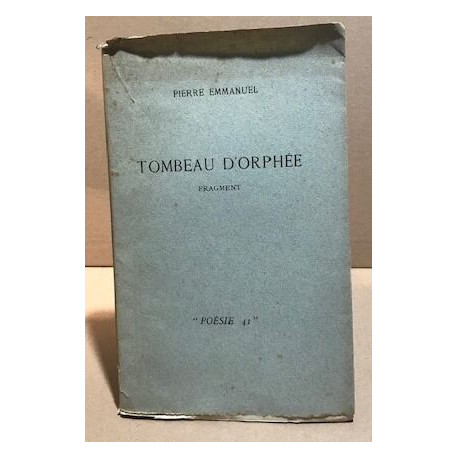 PIERRE EMMANUEL
TOMBEAU D'ORPHÉE
FRAGMENT
"POÉSIE 41"